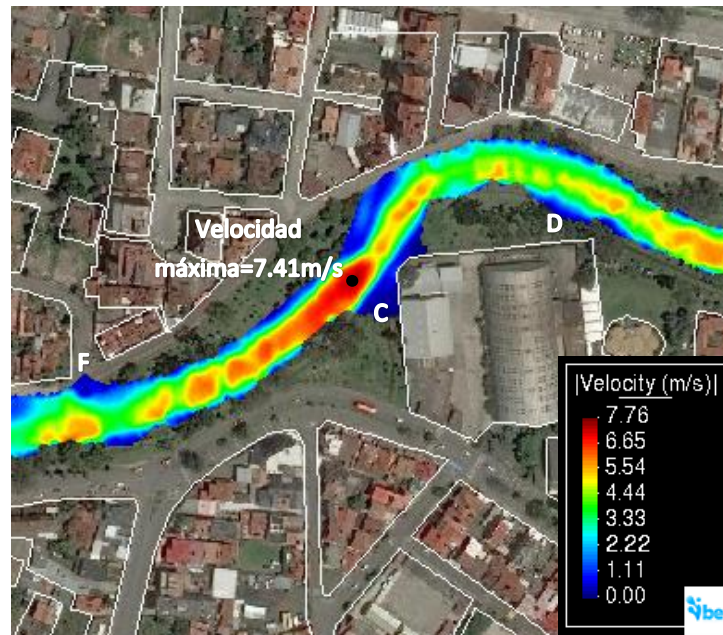 Velocidad
máxima=7.41m/s
D
C
F
|Velocity (m/s)|
7.76
6.65
5.54
4.44
3.33
2.22
1.11
0.00
be